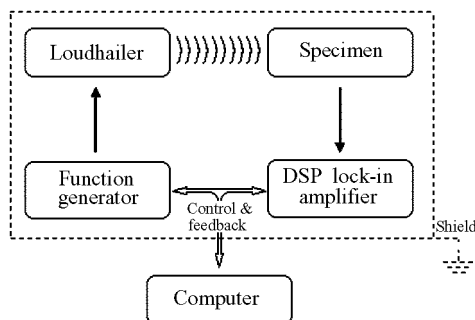 Loudhailer
Specimen
Function
generator
DSP lock-in
amplifier
Control &
feedback
Shield
Computer